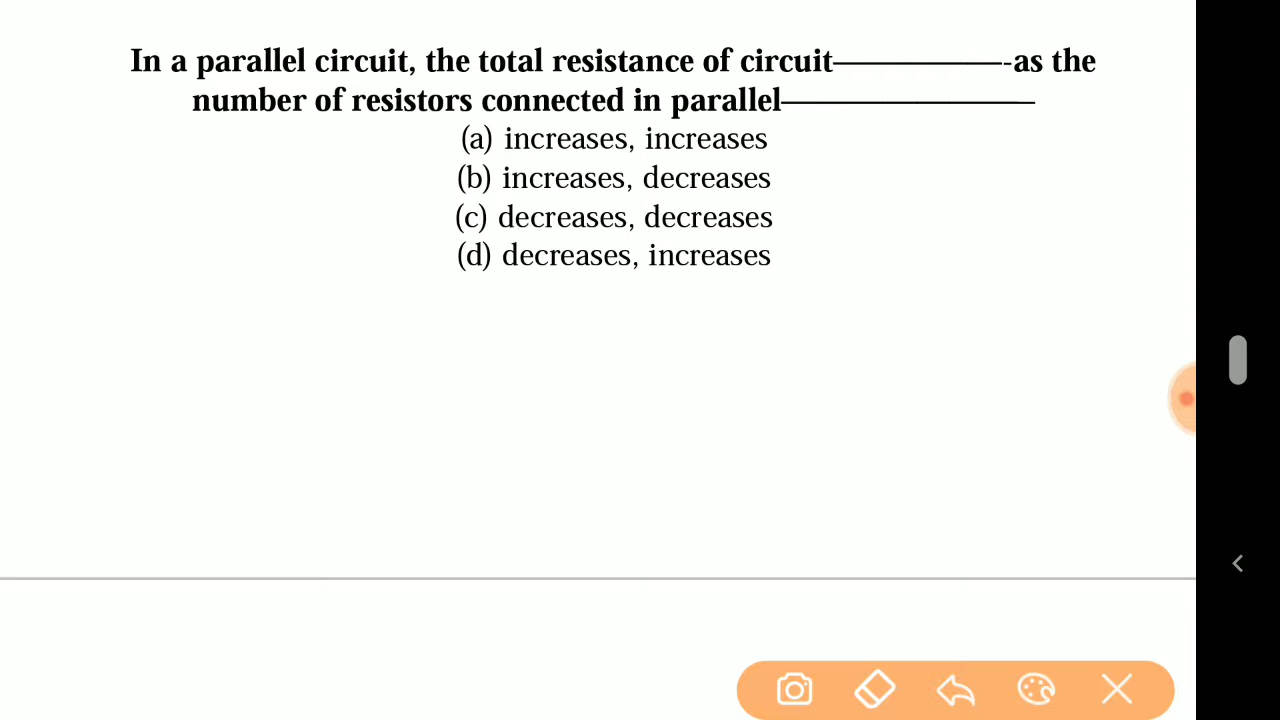 In a parallel circuit, the total resistance of circuit——————-as the
number of resistors connected in parallel—————————
(a) increases, increases
(b) increases, decreases
(c) decreases, decreases
(d) decreases, increases